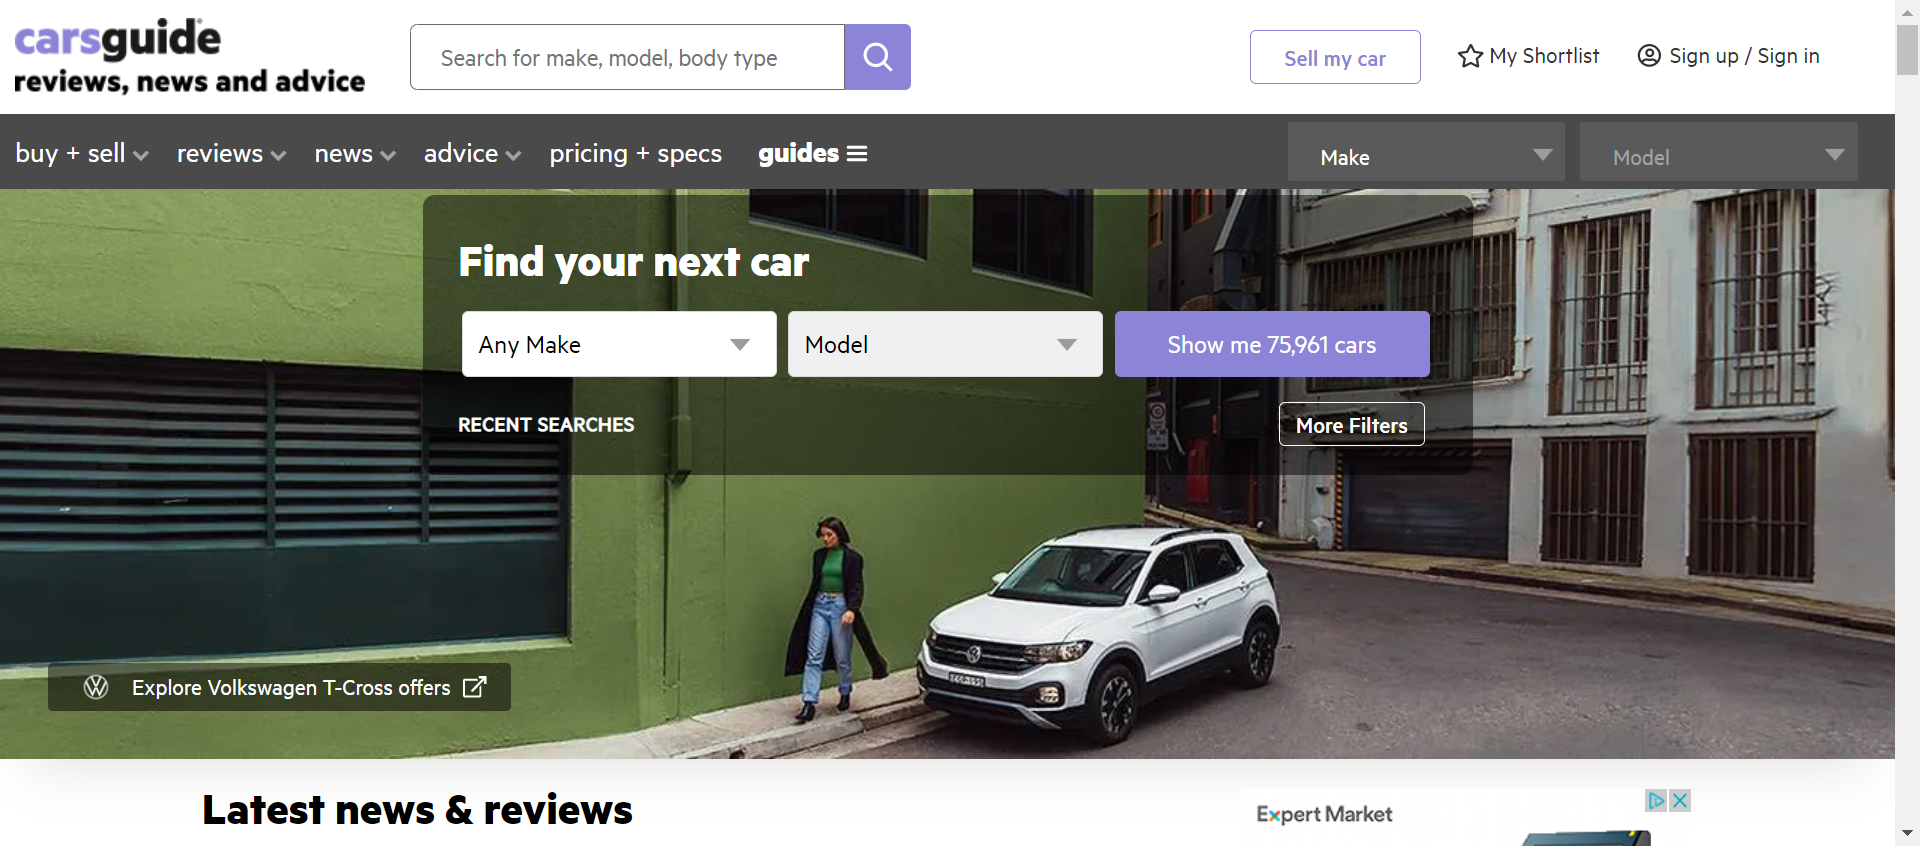 carsguide
reviews, news and advice
Search for make, model, body type
Sell my car
My Shortlist
Sign up / Sign in
buy + sell
reviews
news
advice
pricing + specs
guides
Make
Model
Find your next car
Any Make
Model
Show me 75,961 cars
RECENT SEARCHES
More Filters
Explore Volkswagen T-Cross offers
Latest news & reviews
Expert Market